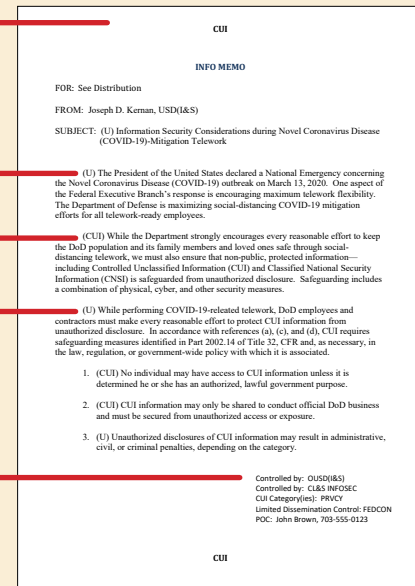 CUI
INFO MEMO
FOR: See Distribution
FROM: Joseph D. Kernan, USD(I&S)
SUBJECT: (U) Information Security Considerations during Novel Coronavirus Disease
(COVID-19)-Mitigation Telework
(U) The President of the United States declared a National Emergency concerning
the Novel Coronavirus Disease (COVID-19) outbreak on March 13, 2020. One aspect of
the Federal Executive Branch's response is encouraging maximum telework flexibility.
The Department of Defense is maximizing social-distancing COVID-19 mitigation
efforts for all telework-ready employees.
(CUI) While the Department strongly encourages every reasonable effort to keep
the DoD population and its family members and loved ones safe through social-
distancing telework, we must also ensure that non-public, protected information—
including Controlled Unclassified Information (CUI) and Classified National Security
Information (CNSI) is safeguarded from unauthorized disclosure. Safeguarding includes
a combination of physical, cyber, and other security measures.
(U) While performing COVID-19-releated telework, DoD employees and
contractors must make every reasonable effort to protect CUI information from
unauthorized disclosure. In accordance with references (a), (c), and (d), CUI requires
safeguarding measures identified in Part 2002.14 of Title 32, CFR and, as necessary, in
the law, regulation, or government-wide policy with which it is associated.
1. (CUI) No individual may have access to CUI information unless it is
determined he or she has an authorized, lawful government purpose.
2. (CUI) CUI information may only be shared to conduct official DoD business
and must be secured from unauthorized access or exposure.
3. (U) Unauthorized disclosures of CUI information may result in administrative,
civil, or criminal penalties, depending on the category.
Controlled by: OUSD(I&S)
Controlled by: CL&S INFOSEC
CUI Category(ies): PRVCY
Limited Dissemination Control: FEDCON
POC: John Brown, 703-555-0123
CUI